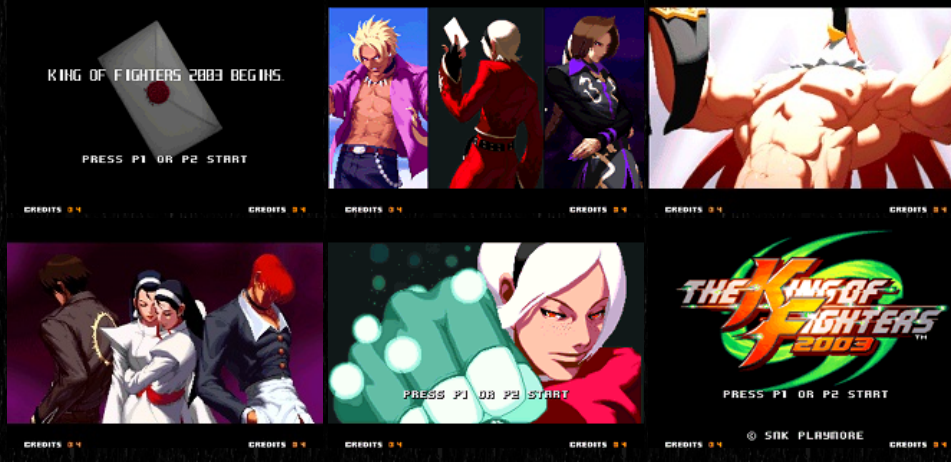 KING OF FIGHTERS 2003 BEGINS.
PRESS P1 OR P2 START
CREDITS 04 CREDITS 04
CREDITS 04 CREDITS 04
CREDITS 04 CREDITS 04
PRESS P1 OR P2 START
THE KING OF
FIGHTERS
2003
TM
PRESS P1 OR P2 START
© SNK PLAYMORE
CREDITS 04 CREDITS 04
CREDITS 04 CREDITS 04
CREDITS 04 CREDITS 04